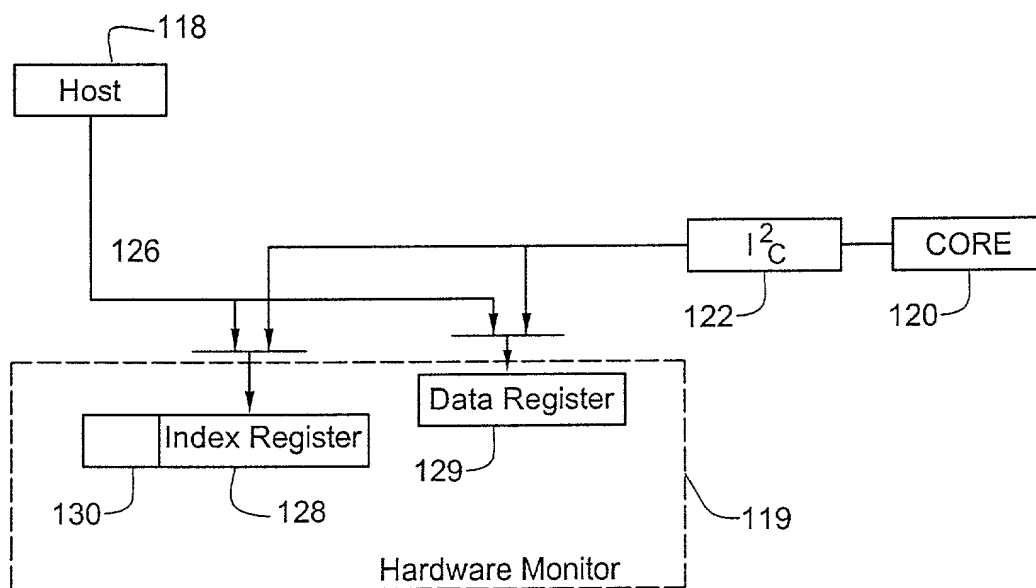 118
Host
126
I²C
CORE
122
120
Data Register
129
Index Register
130
128
119
Hardware Monitor